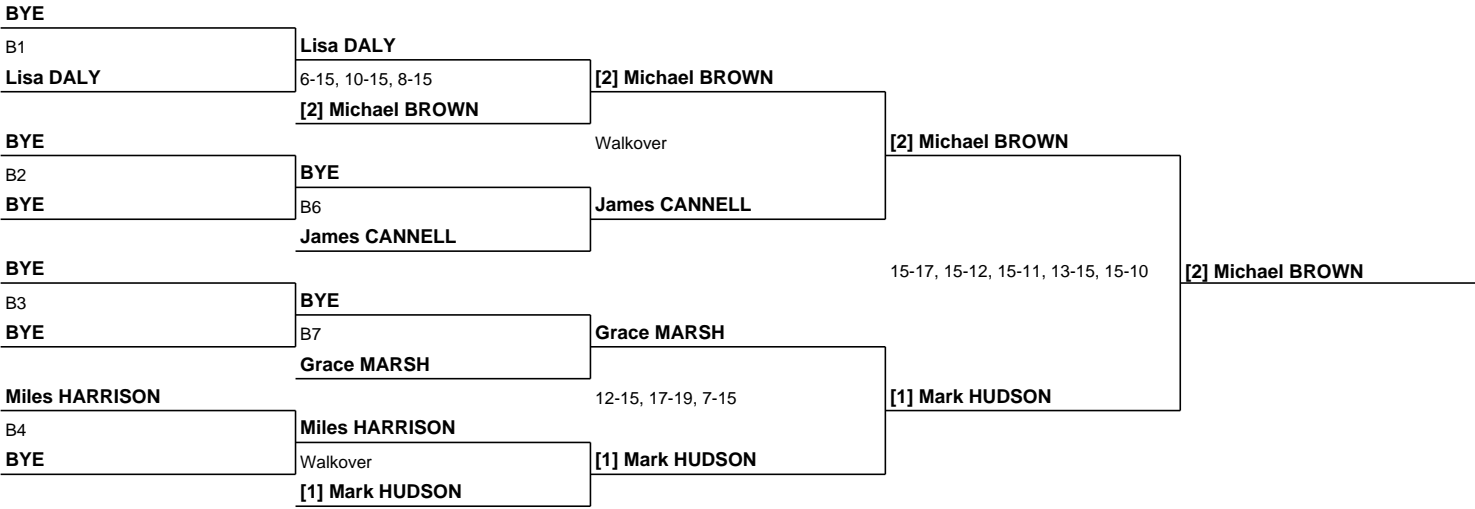 BYE
B1
Lisa DALY
Lisa DALY
6-15, 10-15, 8-15
[2] Michael BROWN
[2] Michael BROWN
BYE
B2
BYE
BYE
B6
James CANNELL
Walkover
James CANNELL
[2] Michael BROWN
BYE
B3
BYE
BYE
B7
Grace MARSH
Grace MARSH
Miles HARRISON
B4
BYE
Miles HARRISON
Walkover
[1] Mark HUDSON
12-15, 17-19, 7-15
[1] Mark HUDSON
[1] Mark HUDSON
15-17, 15-12, 15-11, 13-15, 15-10
[2] Michael BROWN